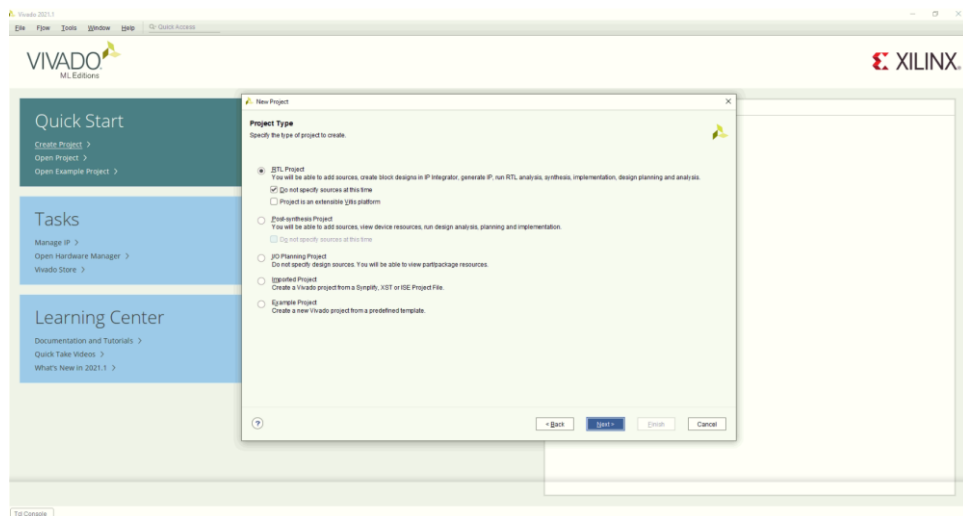 Vivado 2021.1
File Flow Tools Window Help Quick Access
VIVADO
ML Editions
XILINX
Quick Start
Create Project >
Open Project >
Open Example Project >
Tasks
Manage IP >
Open Hardware Manager >
Vivado Store >
Learning Center
Documentation and Tutorials >
Quick Take Videos >
What's New in 2021.1 >
New Project
Project Type
Specify the type of project to create.
RTL Project
You will be able to add sources, create block designs in IP Integrator, generate IP, run RTL analysis, synthesis, implementation, design planning and analysis.
Do not specify sources at this time
Project is an extensible Vitis platform
Post-synthesis Project
You will be able to add sources, view device resources, run design analysis, planning and implementation.
Do not specify sources at this time
I/O Planning Project
Do not specify design sources. You will be able to view part/package resources.
Imported Project
Create a Vivado project from a Synplify, XST or ISE Project File.
Example Project
Create a new Vivado project from a predefined template.
? < Back Next > Finish Cancel
Tcl Console